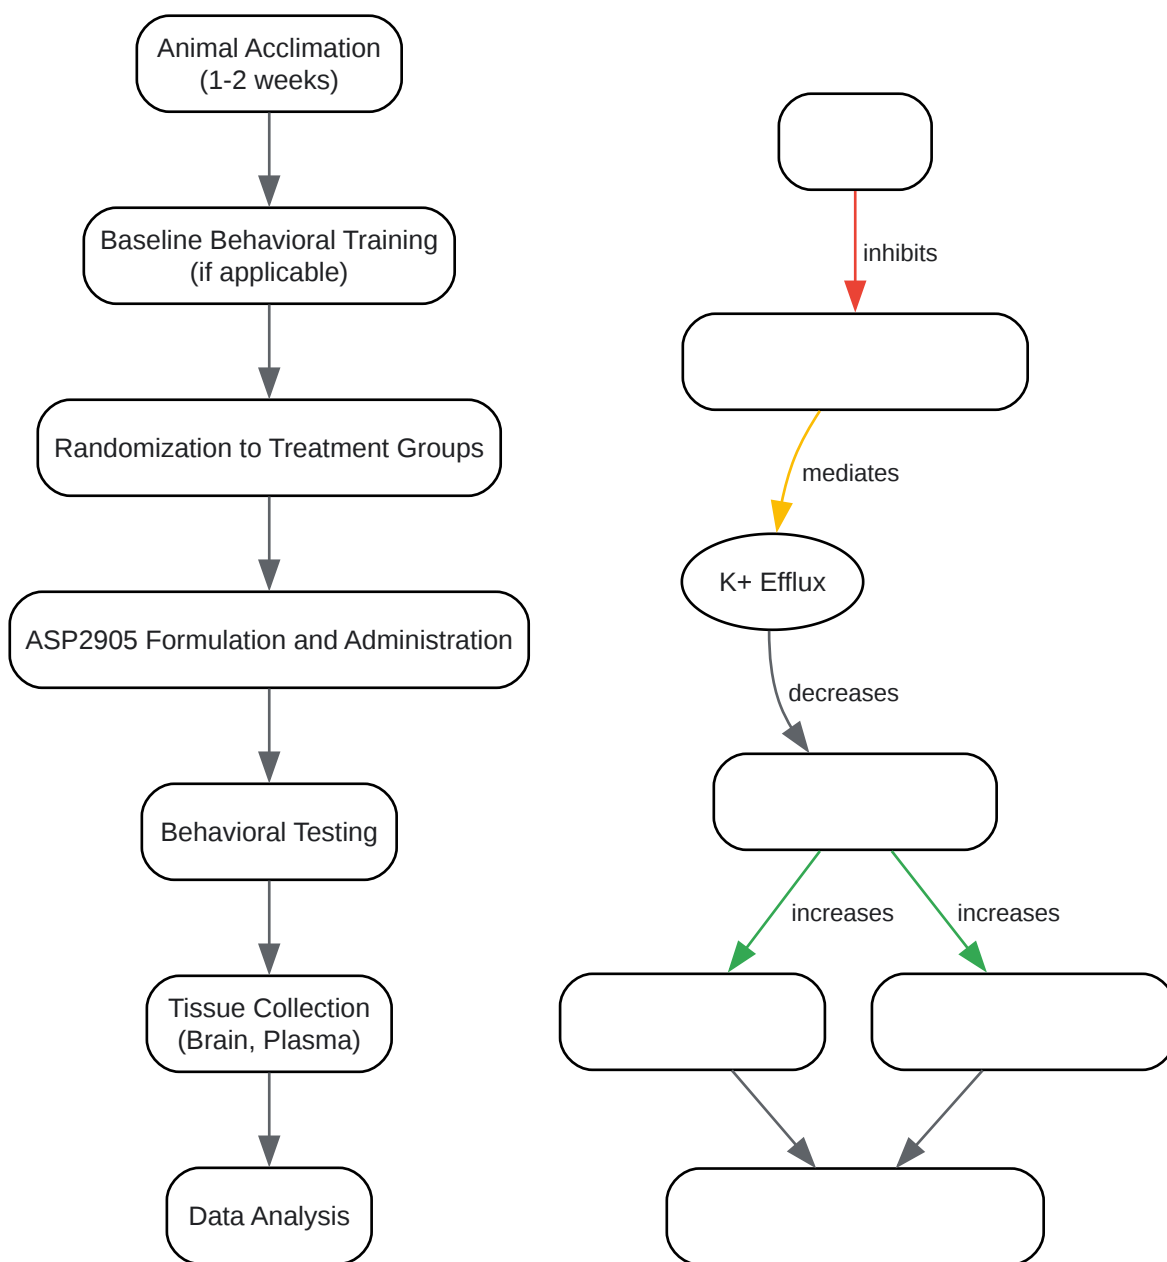 Animal Acclimation
(1-2 weeks)
Baseline Behavioral Training
(if applicable)
Randomization to Treatment Groups
ASP2905 Formulation and Administration
Behavioral Testing
Tissue Collection
(Brain, Plasma)
Data Analysis
inhibits
mediates
K+ Efflux
decreases
increases
increases